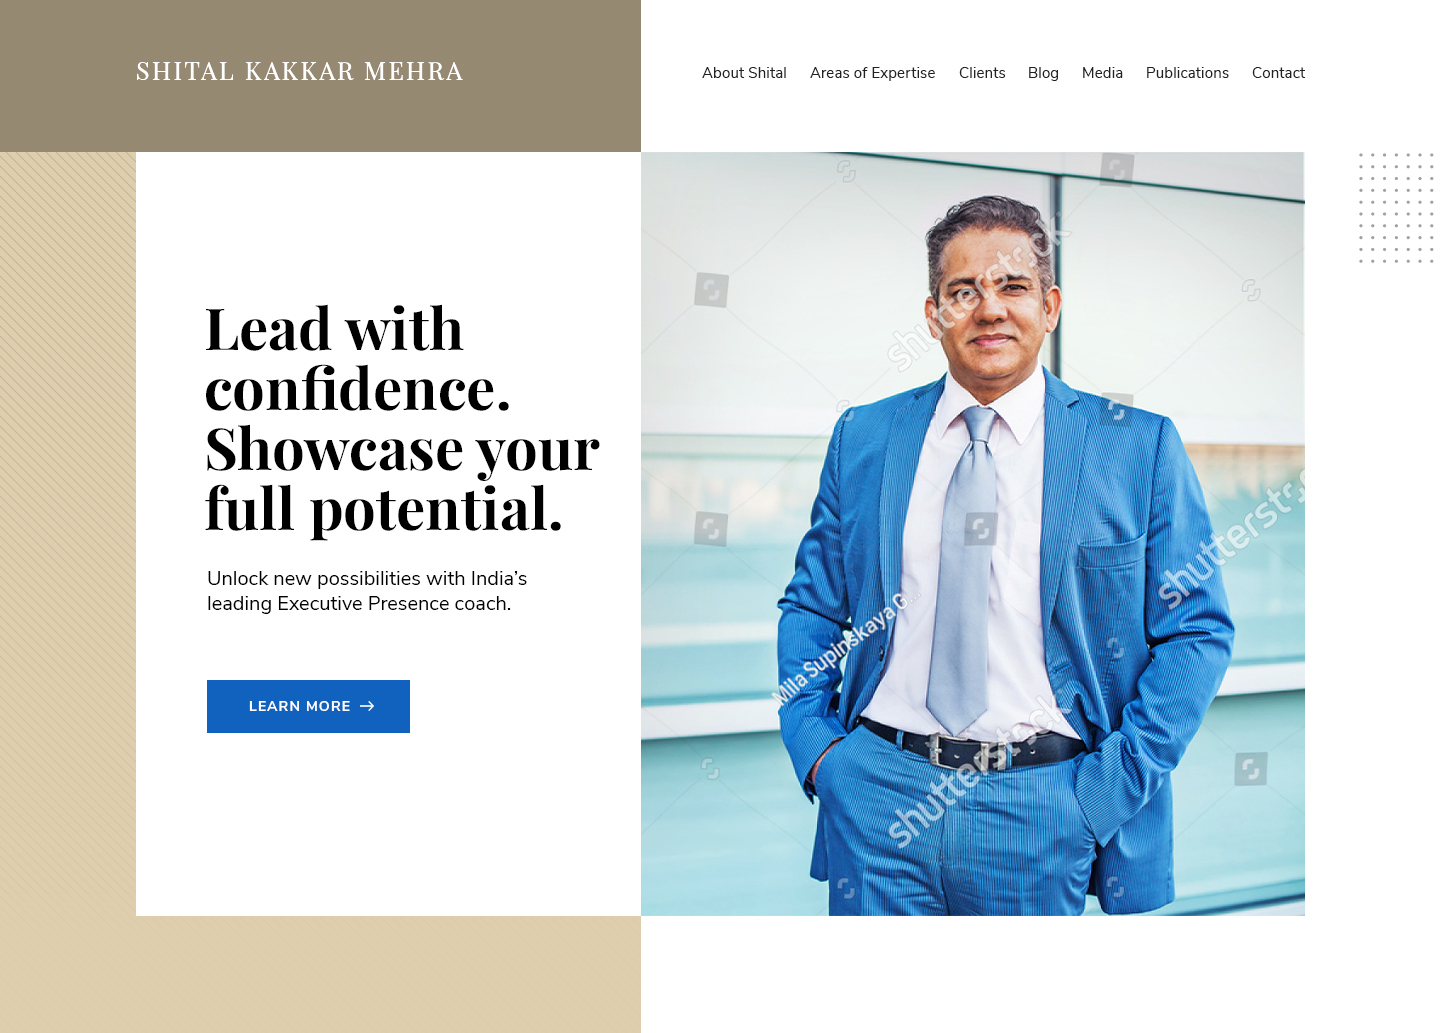 SHITAL KAKKAR MEHRA
About Shital Areas of Expertise Clients Blog Media Publications Contact
Lead with
confidence.
Showcase your
full potential.
Unlock new possibilities with India’s
leading Executive Presence coach.
LEARN MORE →
shutterstock
shutterstock
Mila Supinskaya G...
shutterstock